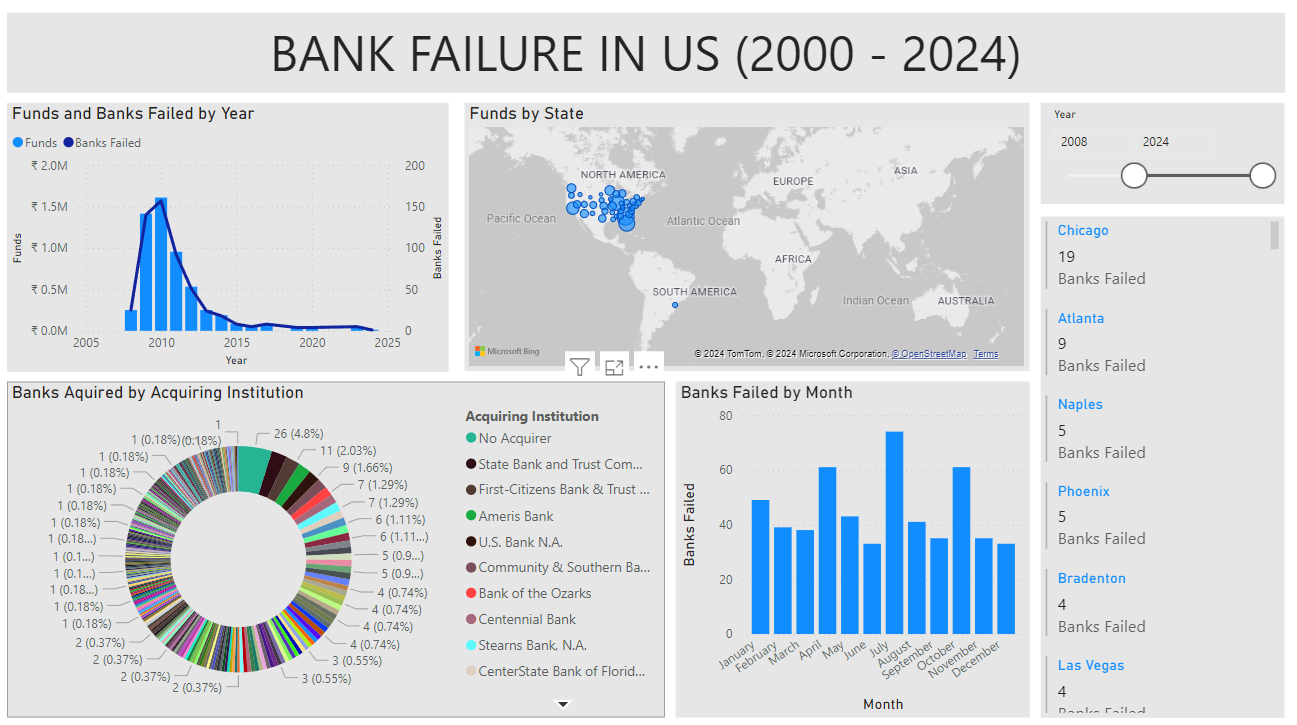 BANK FAILURE IN US (2000 - 2024)
Funds and Banks Failed by Year
Funds Banks Failed
₹ 2.0M
₹ 1.5M
₹ 1.0M
₹ 0.5M
₹ 0.0M
Funds
200
150
100
50
0
Banks Failed
2005 2010 2015 2020 2025
Year
Funds by State
NORTH AMERICA
EUROPE
ASIA
Pacific Ocean
Atlantic Ocean
AFRICA
SOUTH AMERICA
Indian Ocean
AUSTRALIA
Microsoft Bing
© 2024 TomTom, © 2024 Microsoft Corporation, © OpenStreetMap Terms
Year
2008 2024
Chicago
19
Banks Failed
Atlanta
9
Banks Failed
Naples
5
Banks Failed
Phoenix
5
Banks Failed
Bradenton
4
Banks Failed
Las Vegas
4
Banks Failed
Banks Aquired by Acquiring Institution
1
26 (4.8%)
11 (2.03%)
9 (1.66%)
7 (1.29%)
7 (1.29%)
6 (1.11%)
6 (1.11...)
5 (0.9...)
5 (0.9...)
4 (0.74%)
4 (0.74%)
4 (0.74%)
3 (0.55%)
3 (0.55%)
2 (0.37%)
2 (0.37%)
2 (0.37%)
2 (0.37%)
1 (0.18%)
1 (0.18%)
1 (0.18...)
1 (0.1...)
1 (0.1...)
1 (0.18...)
1 (0.18%)
1 (0.18%)
1 (0.18%)
1 (0.18%)
1 (0.18%)
1 (0.18%)
(0.18%)
Acquiring Institution
No Acquirer
State Bank and Trust Com...
First-Citizens Bank & Trust ...
Ameris Bank
U.S. Bank N.A.
Community & Southern Ba...
Bank of the Ozarks
Centennial Bank
Stearns Bank, N.A.
CenterState Bank of Florid...
Banks Failed by Month
80
60
40
20
0
Banks Failed
January
February
March
April
May
June
July
August
September
October
November
December
Month